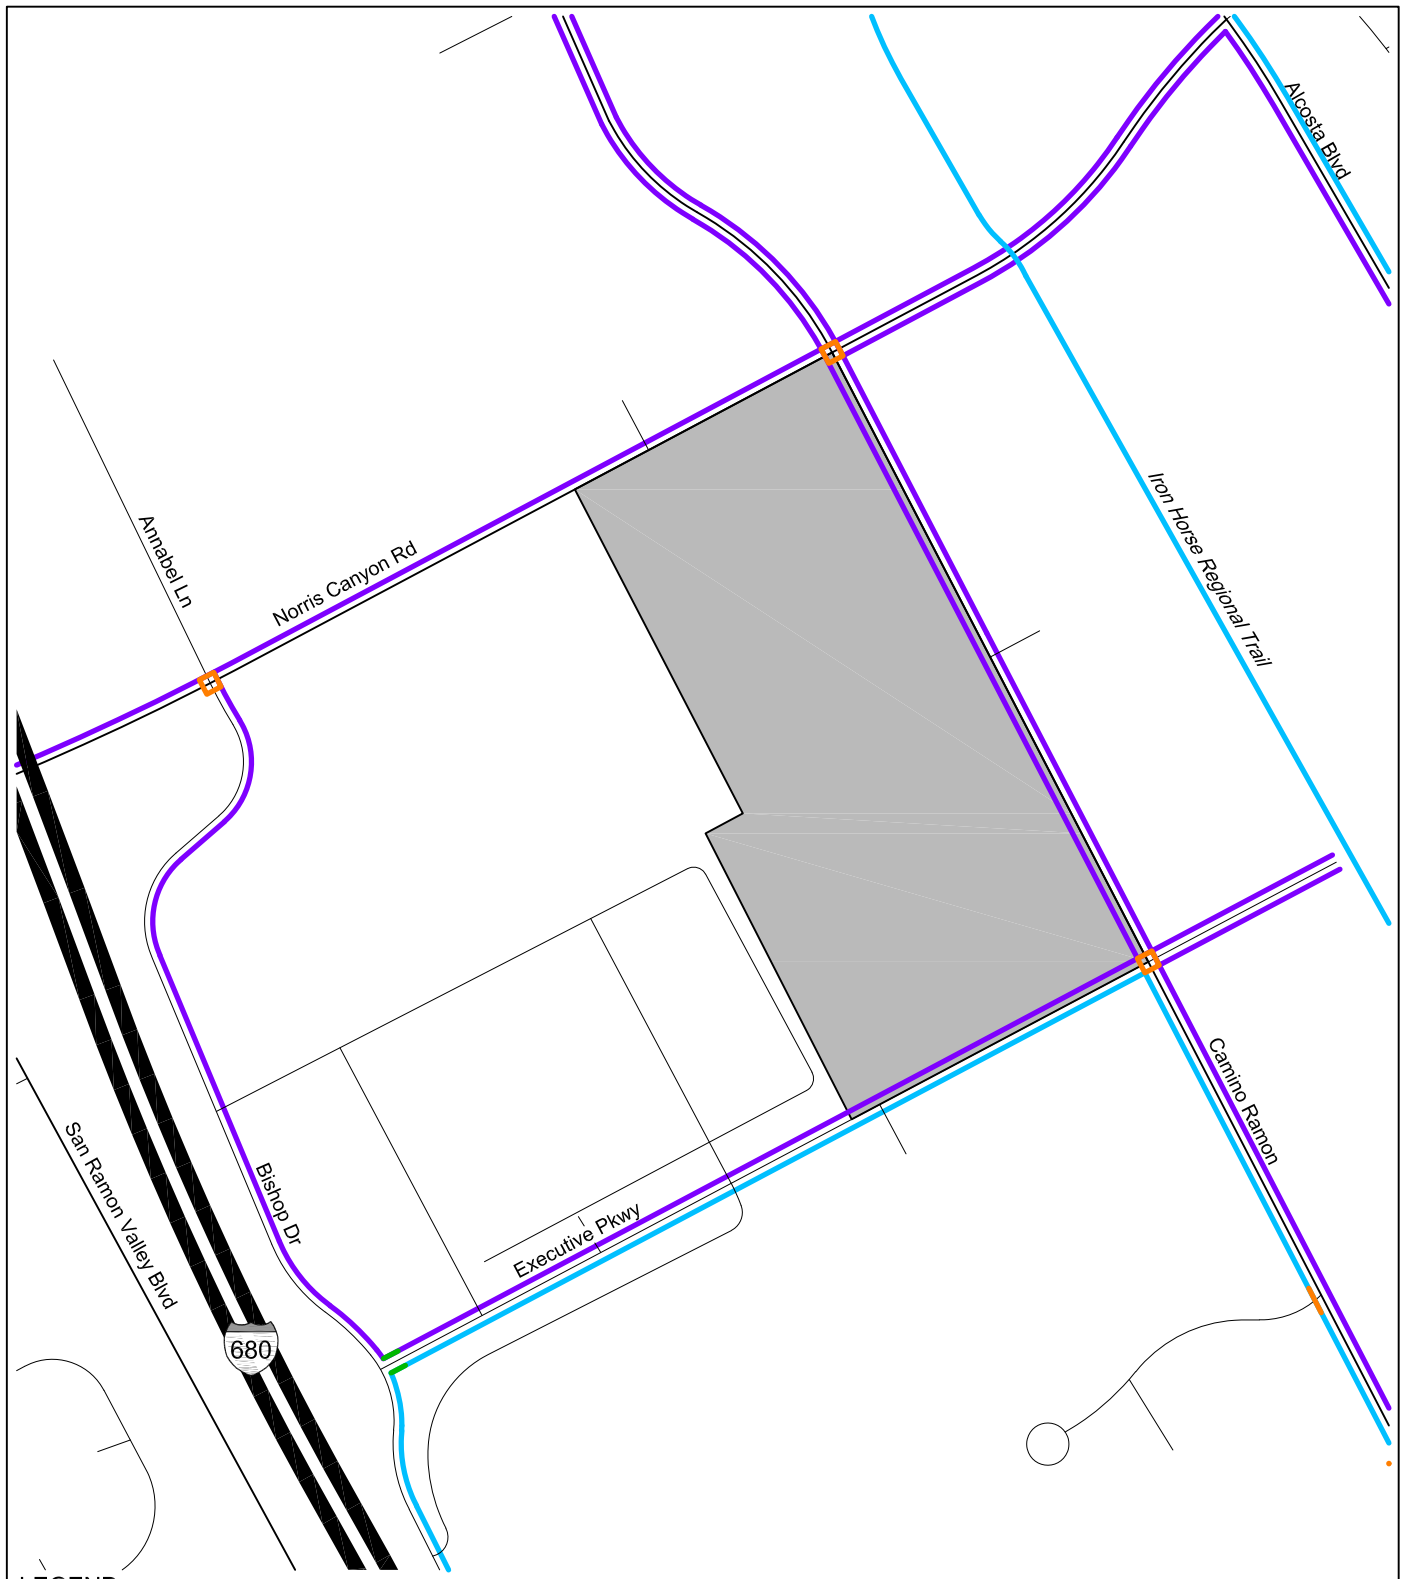 Alcosta Blvd
Iron Horse Regional Trail
Annabel Ln
Norris Canyon Rd
Camino Ramon
San Ramon Valley Blvd
Bishop Dr
Executive Pkwy
680
LEGEND